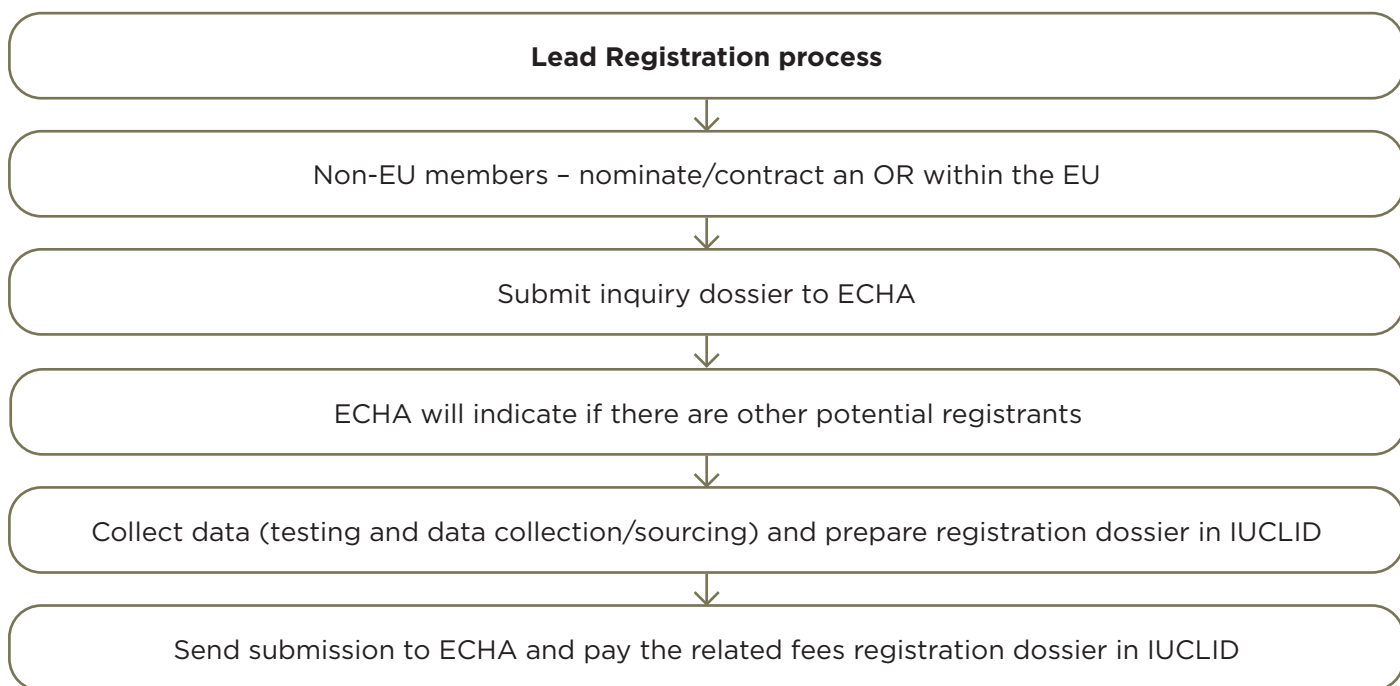 Lead Registration process
Non-EU members – nominate/contract an OR within the EU
Submit inquiry dossier to ECHA
ECHA will indicate if there are other potential registrants
Collect data (testing and data collection/sourcing) and prepare registration dossier in IUCLID
Send submission to ECHA and pay the related fees registration dossier in IUCLID